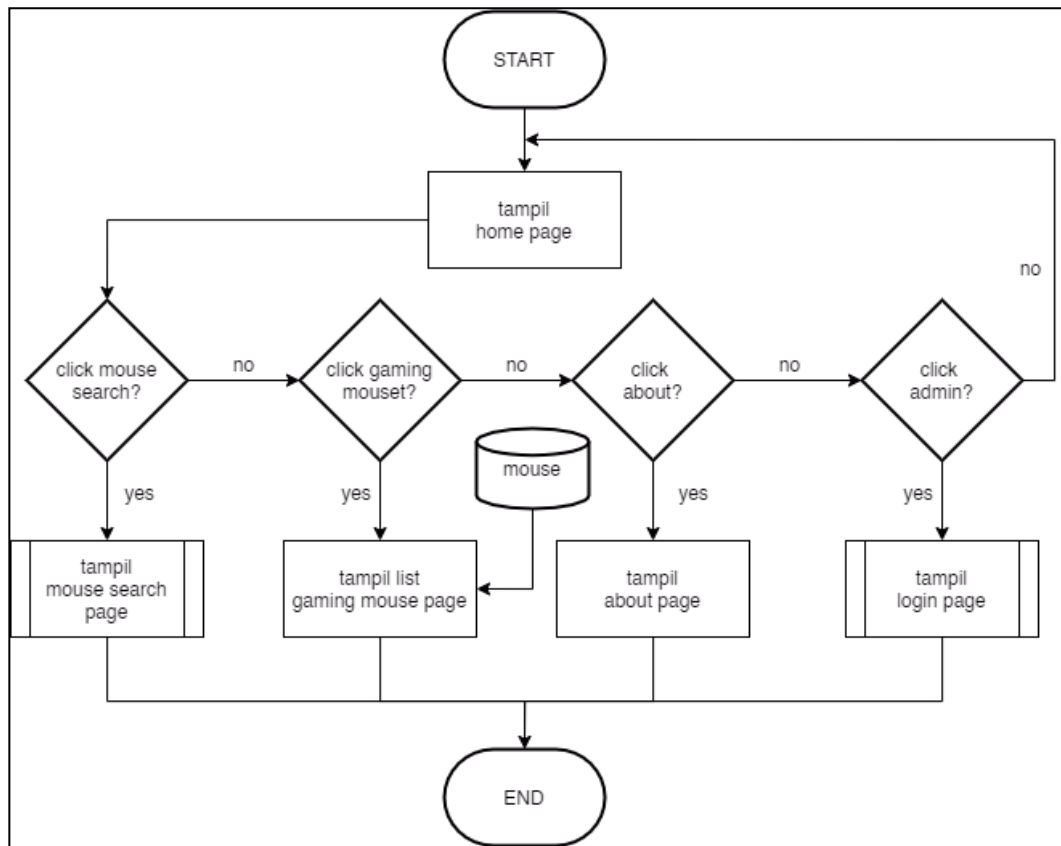 START
tampil
home page
no
click mouse
search?
no
click gaming
mouset?
no
click
about?
no
click
admin?
mouse
yes
yes
yes
yes
tampil
mouse search
page
tampil list
gaming mouse page
tampil
about page
tampil
login page
END